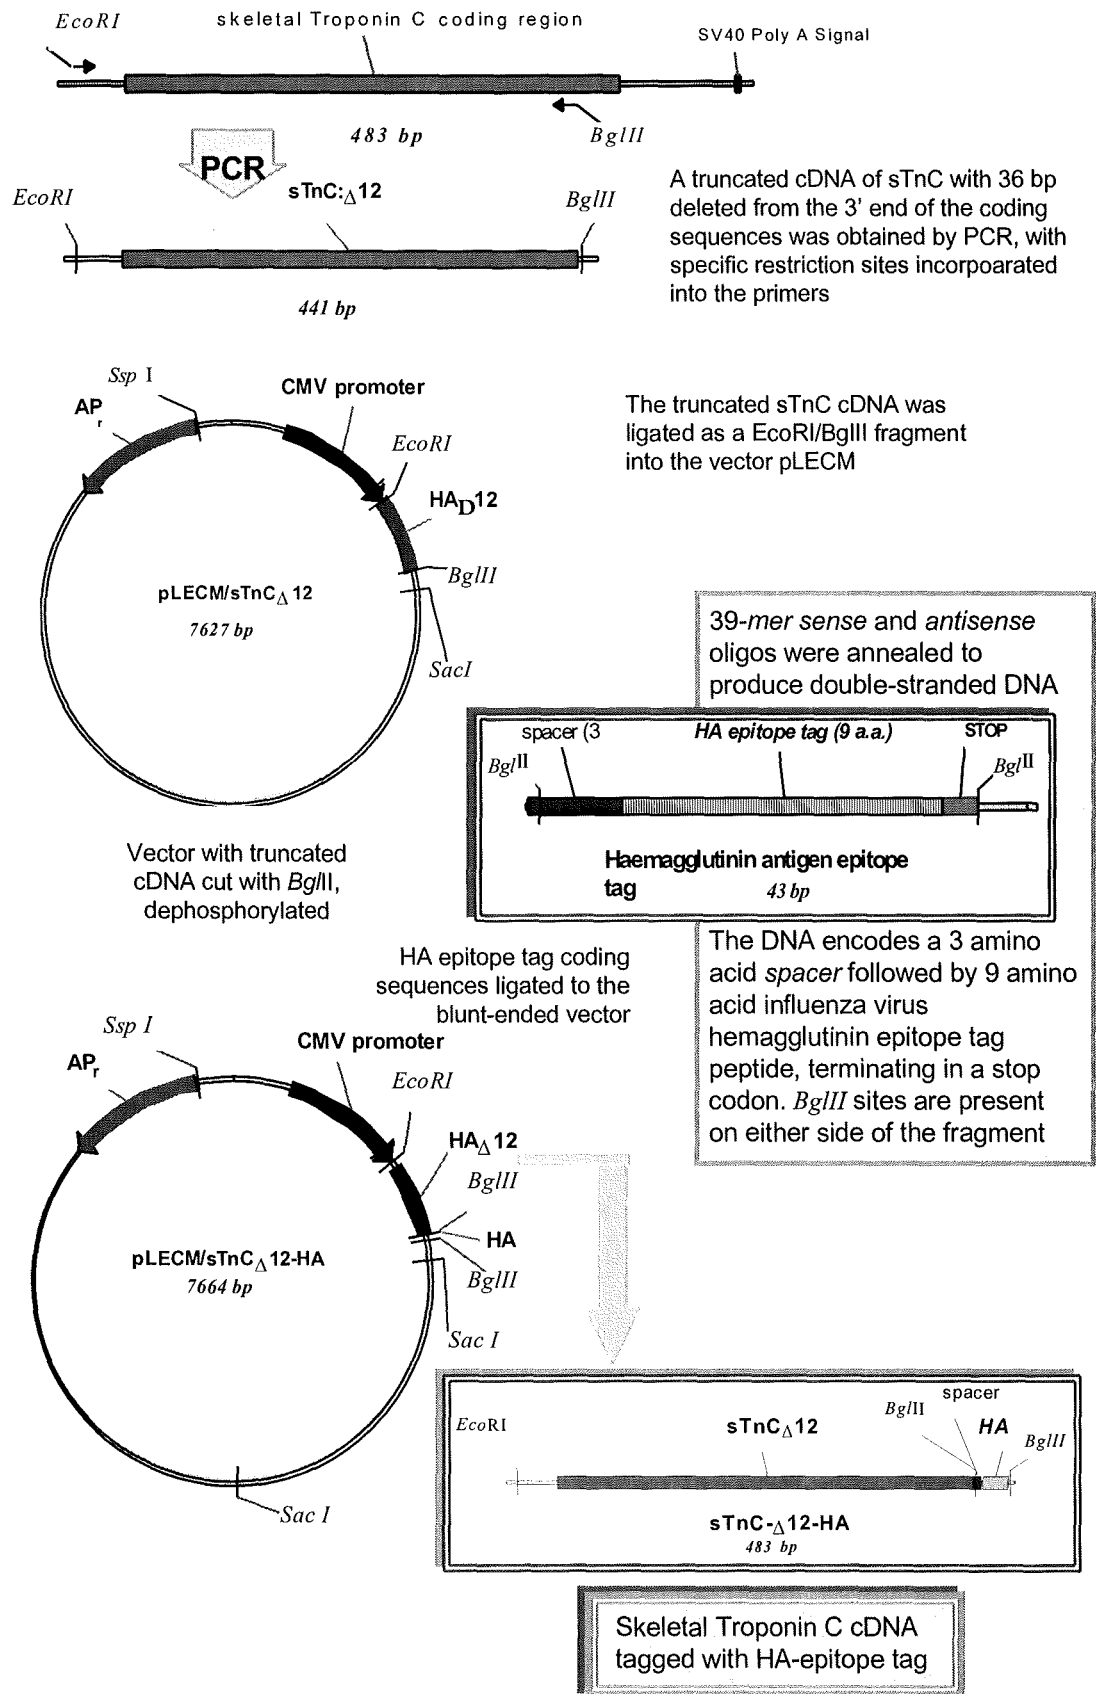 EcoRI
skeletal Troponin C coding region
SV40 Poly A Signal
483 bp
BglII
PCR
sTnC:Δ12
EcoRI
BglII
441 bp
A truncated cDNA of sTnC with 36 bp
deleted from the 3' end of the coding
sequences was obtained by PCR, with
specific restriction sites incorpoarated
into the primers
Ssp I
APr
CMV promoter
EcoRI
HAD12
BglII
SacI
pLECM/sTnCΔ12
7627 bp
The truncated sTnC cDNA was
ligated as a EcoRI/BglII fragment
into the vector pLECM
39-mer sense and antisense
oligos were annealed to
produce double-stranded DNA
spacer (3
HA epitope tag (9 a.a.)
STOP
BglII
BglII
Haemagglutinin antigen epitope
tag
43 bp
Vector with truncated
cDNA cut with BglII,
dephosphorylated
The DNA encodes a 3 amino
acid spacer followed by 9 amino
acid influenza virus
hemagglutinin epitope tag
peptide, terminating in a stop
codon. BglII sites are present
on either side of the fragment
HA epitope tag coding
sequences ligated to the
blunt-ended vector
Ssp I
APr
CMV promoter
EcoRI
HAΔ12
BglII
HA
BglII
Sac I
pLECM/sTnCΔ12-HA
7664 bp
Sac I
EcoRI
sTnCΔ12
BglII
spacer
HA
BglII
sTnC-Δ12-HA
483 bp
Skeletal Troponin C cDNA
tagged with HA-epitope tag